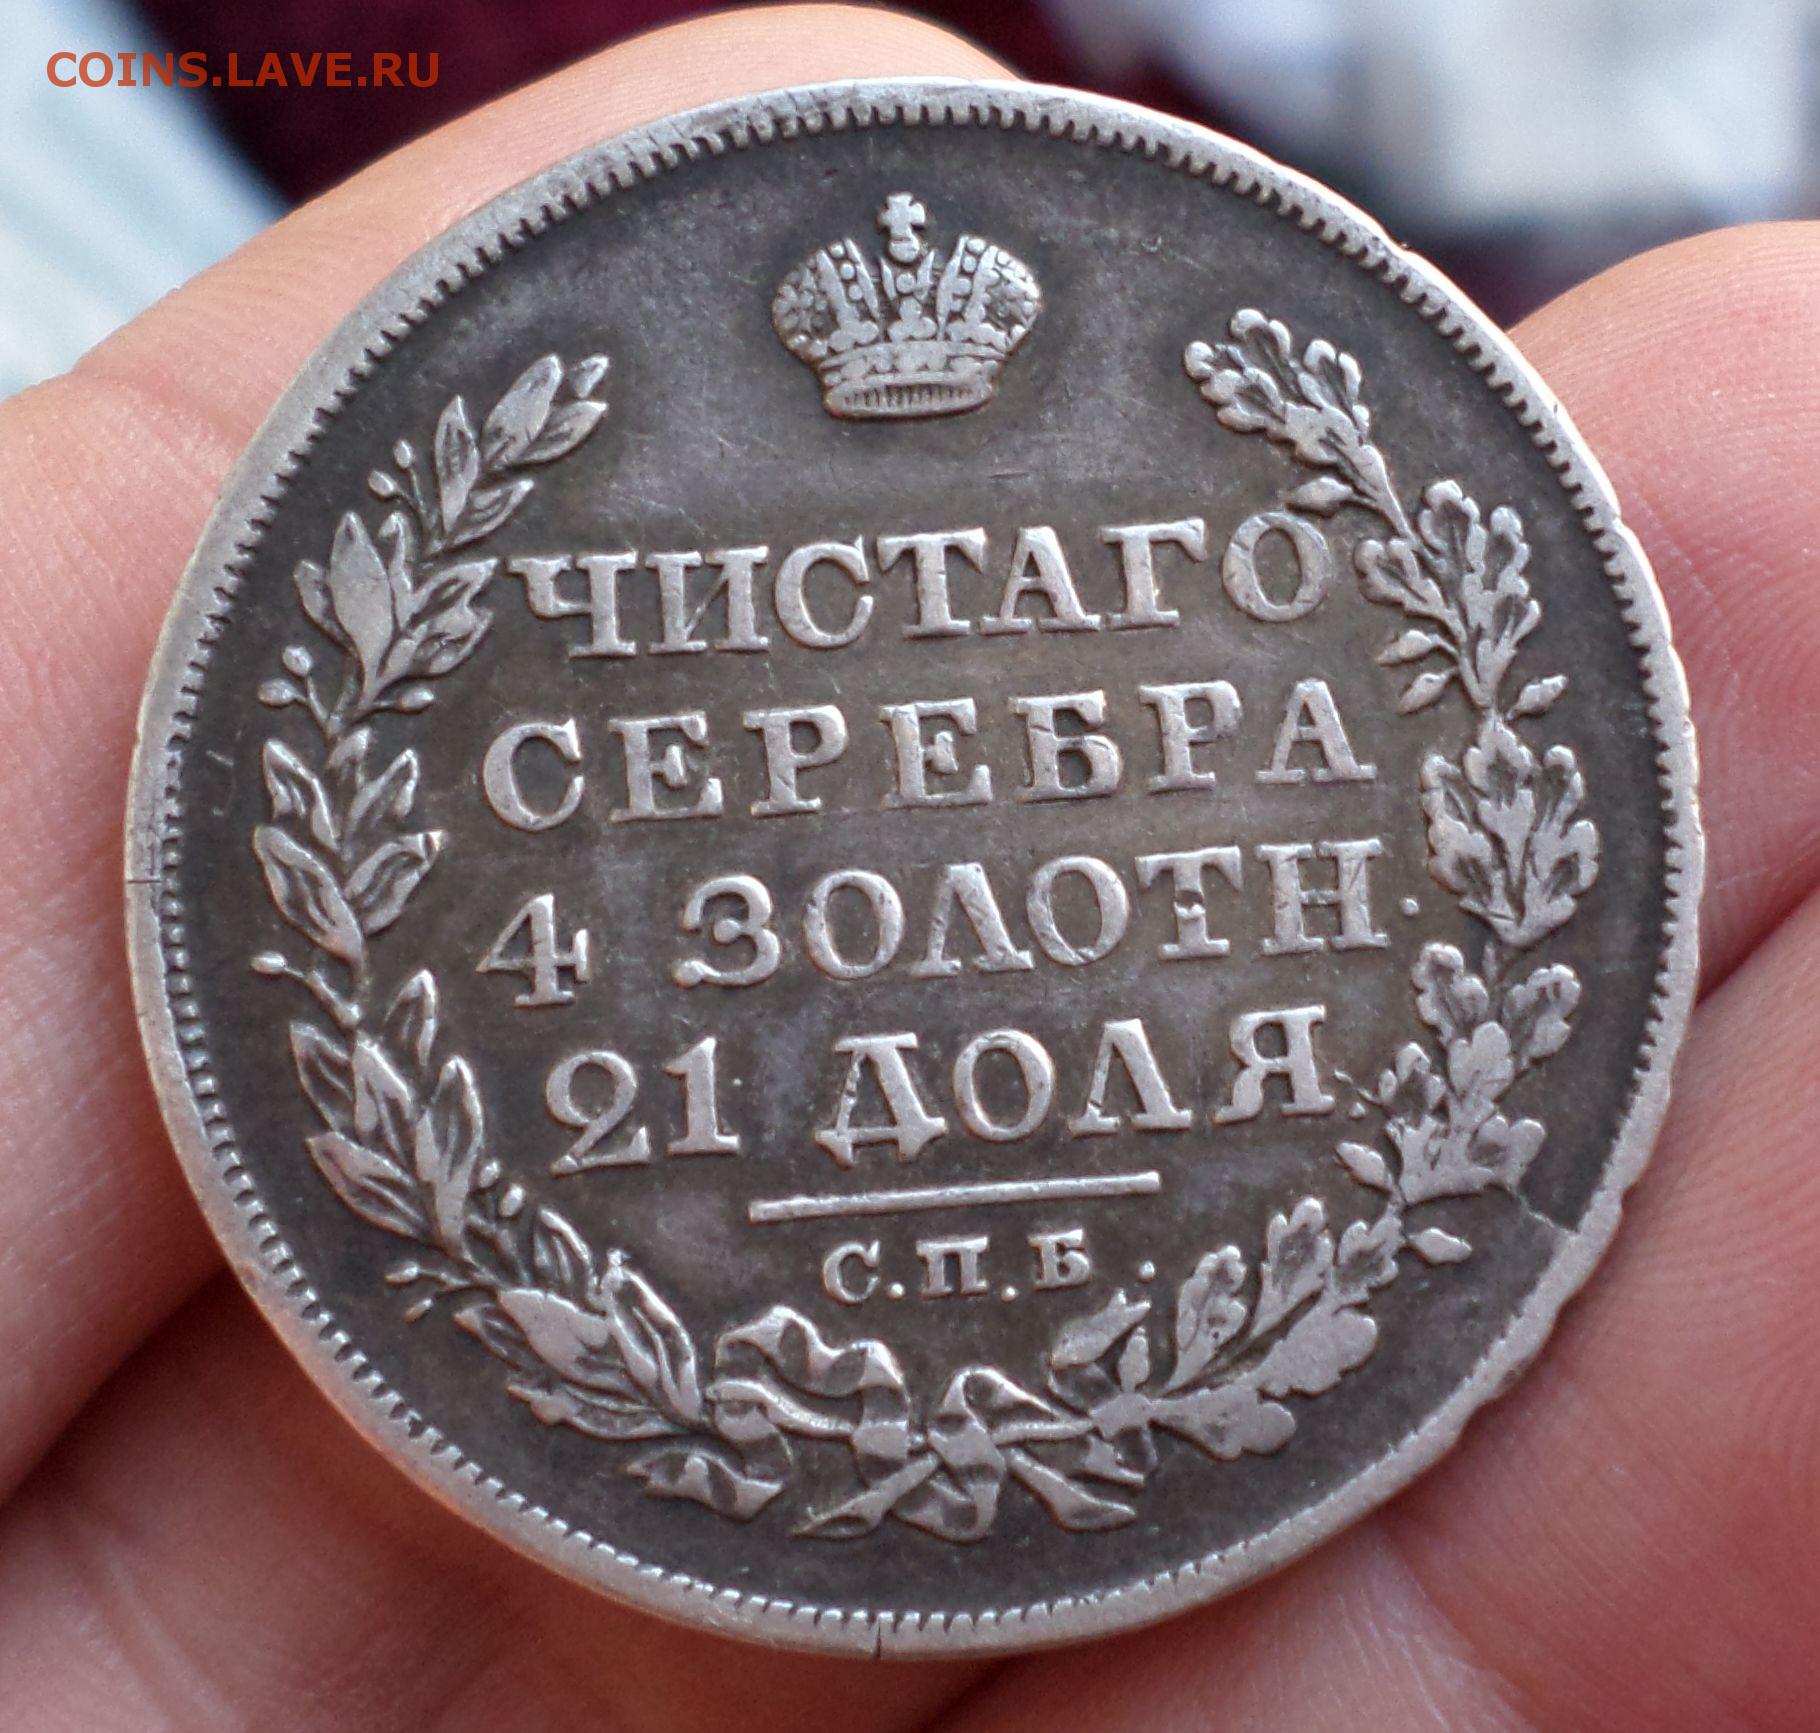 COINS.LAVE.RU
ЧИСТАГО
СЕРЕБРА
4 ЗОЛОТН.
21 ДОЛЯ.
С.П.Б.